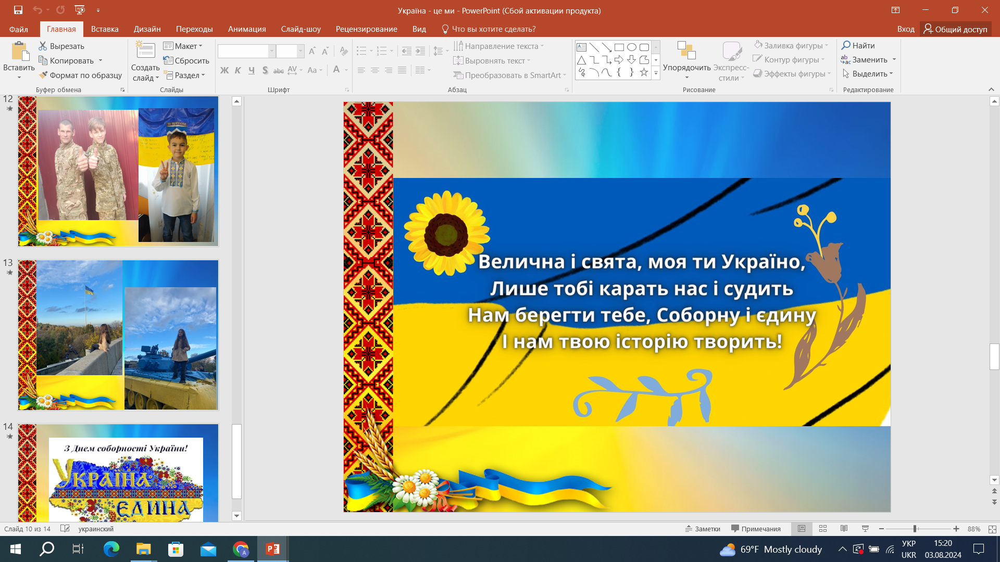 Україна - це ми - PowerPoint (Сбой активации продукта)
Файл
Главная
Вставка
Дизайн
Переходы
Анимация
Слайд-шоу
Рецензирование
Вид
Что вы хотите сделать?
Вход
Общий доступ
Вставить
Вырезать
Копировать
Формат по образцу
Буфер обмена
Создать
слайд
Макет
Сбросить
Раздел
Слайды
Ж К Ч S abc AV Aa A
Шрифт
Направление текста
Выровнять текст
Преобразовать в SmartArt
Абзац
Упорядочить
Экспресс-
стили
Заливка фигуры
Контур фигуры
Эффекты фигуры
Рисование
Найти
Заменить
Выделить
Редактирование
12
13
14
З Днем соборності України!
УКРАЇНА
ЄДИНА
Велична і свята, моя ти Україно,
Лише тобі карать нас і судить
Нам берегти тебе, Соборну і єдину
І нам твою історію творить!
Слайд 10 из 14
украинский
Заметки
Примечания
88%
69°F Mostly cloudy
УКР
UKR
15:20
03.08.2024